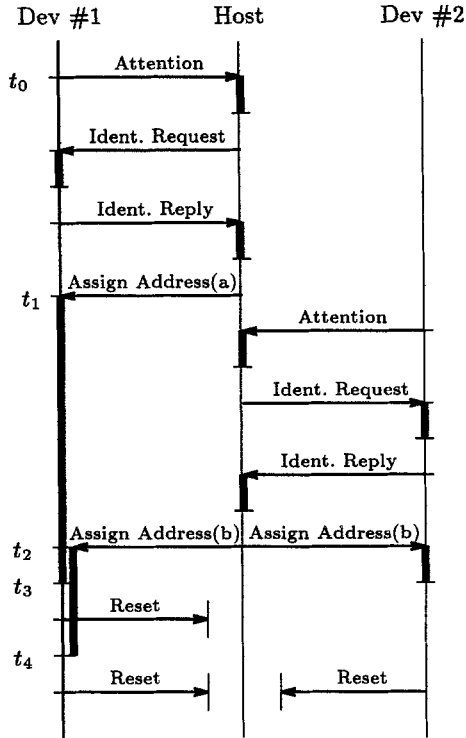 Dev #1 Host Dev #2
Attention
t0
Ident. Request
Ident. Reply
Assign Address(a)
t1
Attention
Ident. Request
Ident. Reply
Assign Address(b) Assign Address(b)
t2
t3
Reset
t4
Reset Reset